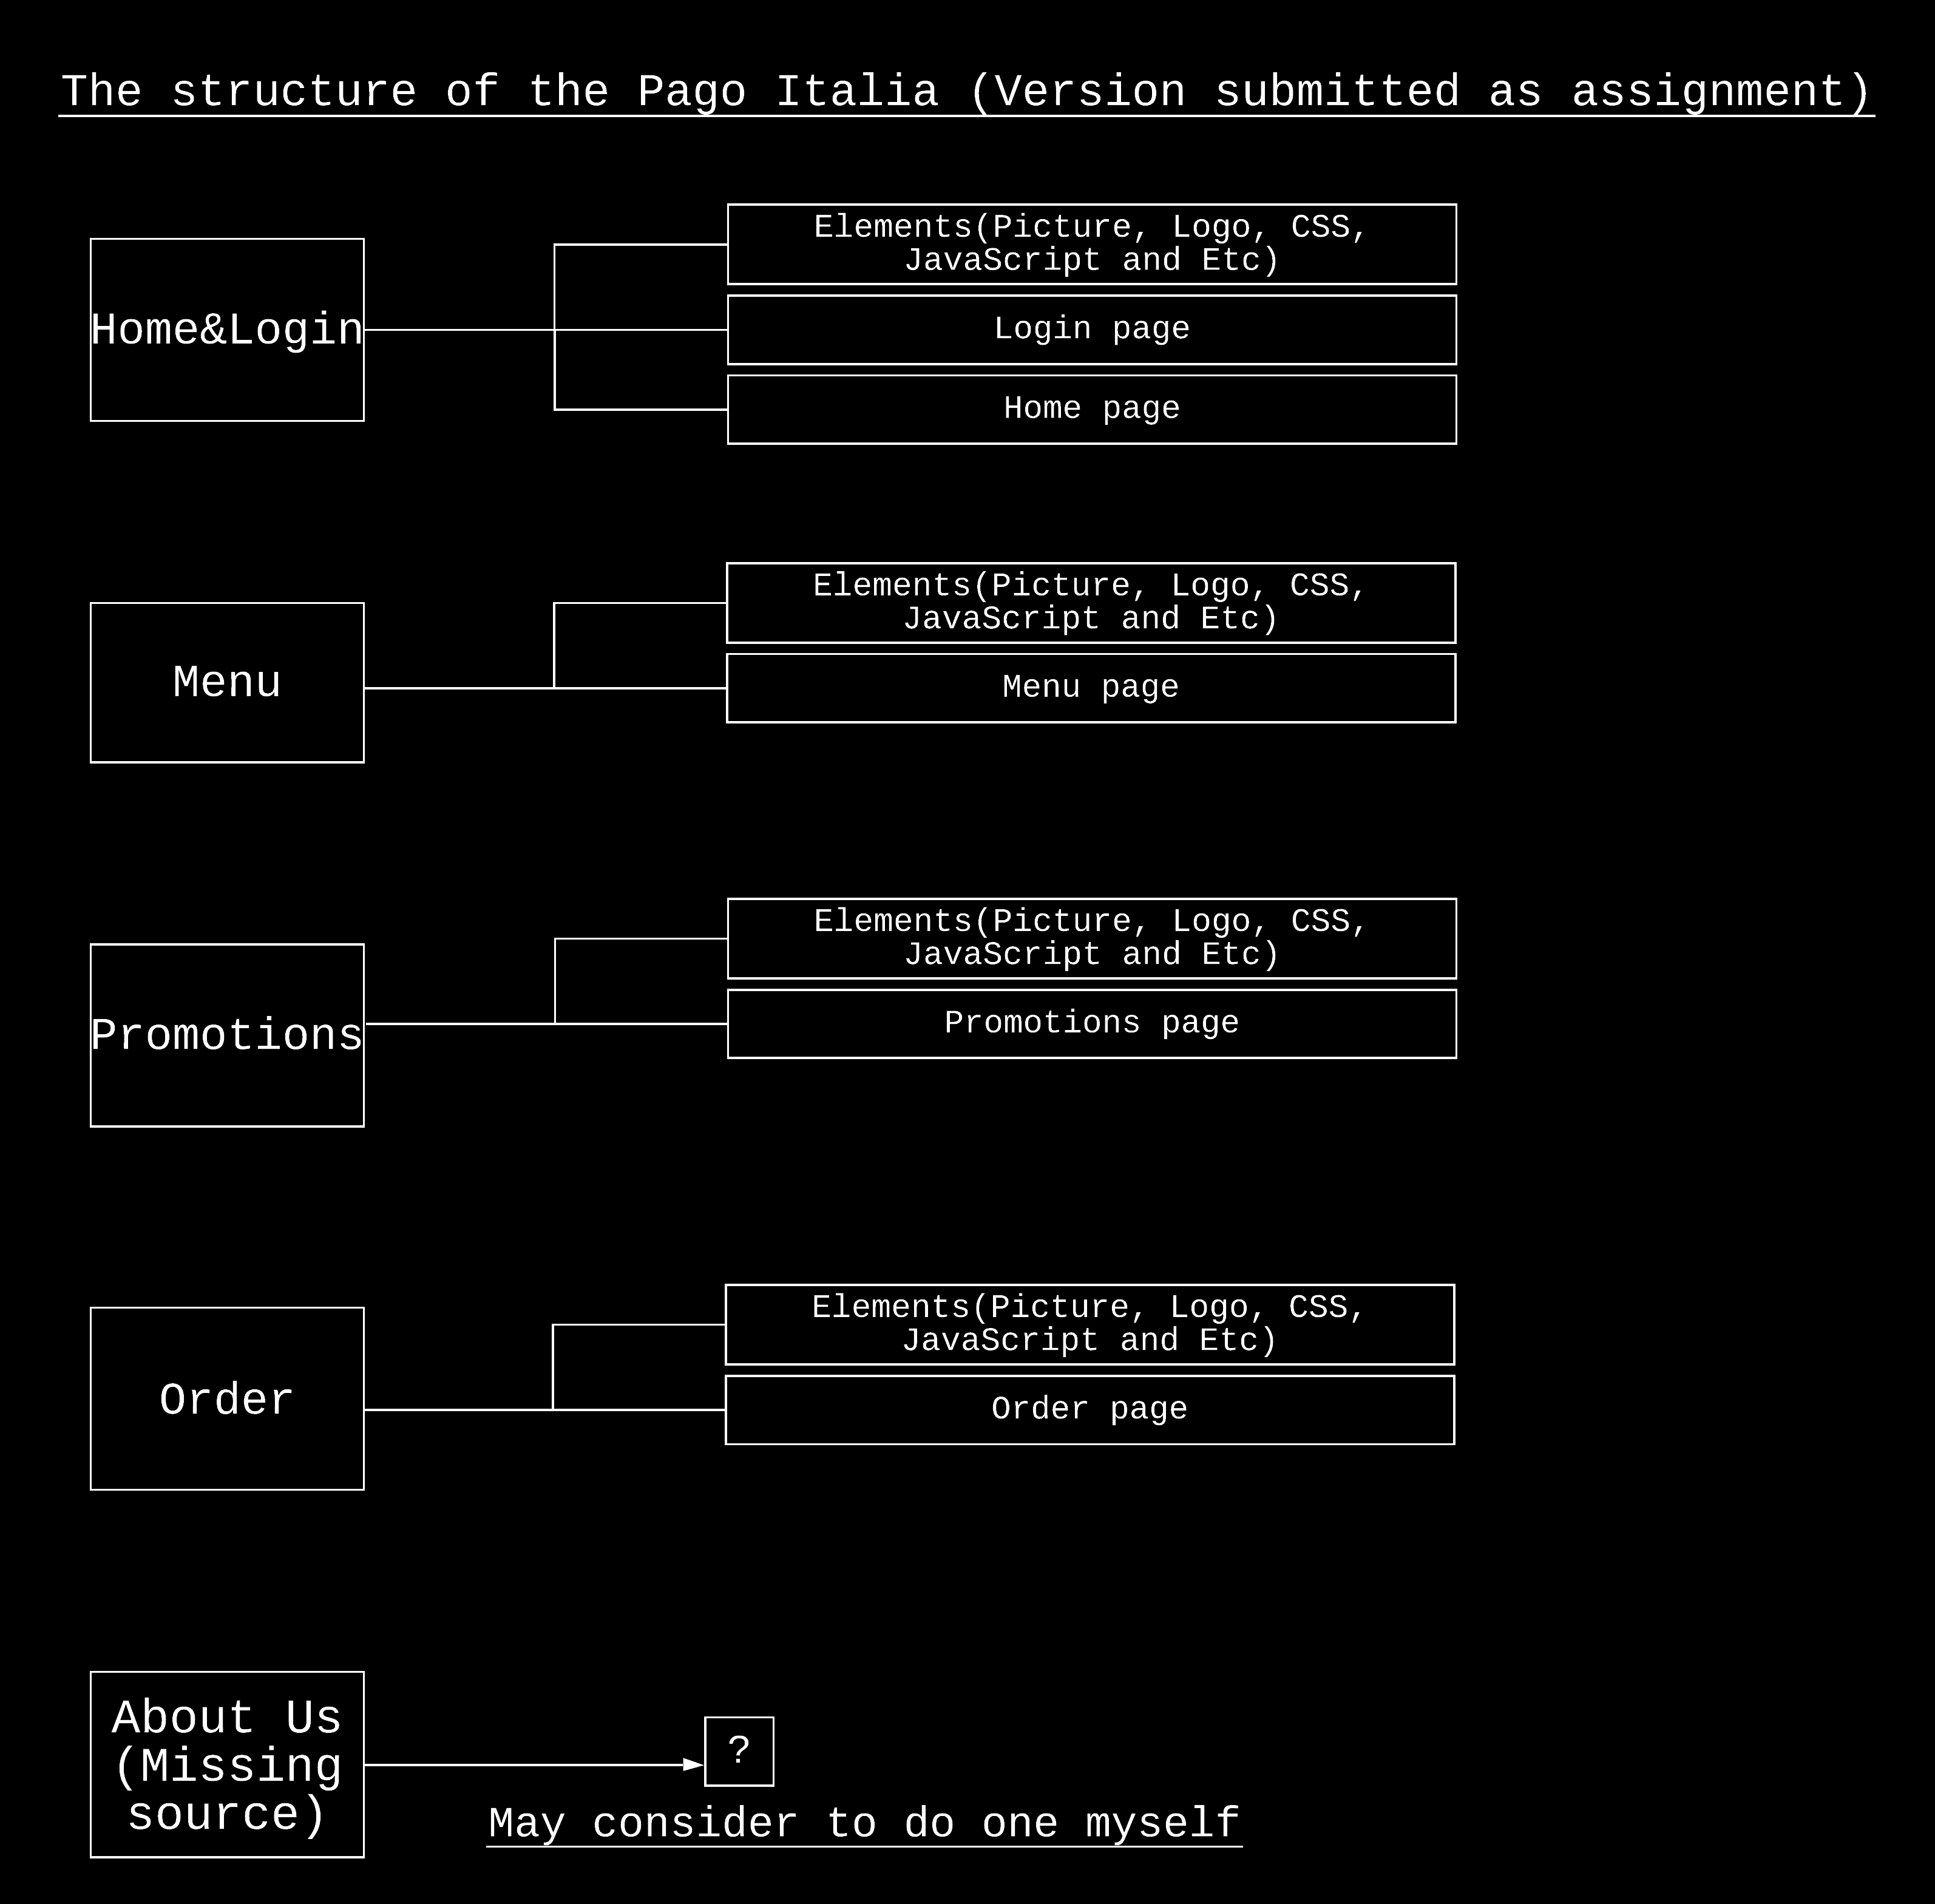 The structure of the Pago Italia (Version submitted as assignment)
Elements(Picture, Logo, CSS,
JavaScript and Etc)
Home&Login
Login page
Home page
Elements(Picture, Logo, CSS,
JavaScript and Etc)
Menu
Menu page
Elements(Picture, Logo, CSS,
JavaScript and Etc)
Promotions
Promotions page
Elements(Picture, Logo, CSS,
JavaScript and Etc)
Order
Order page
About Us
(Missing
source)
?
May consider to do one myself